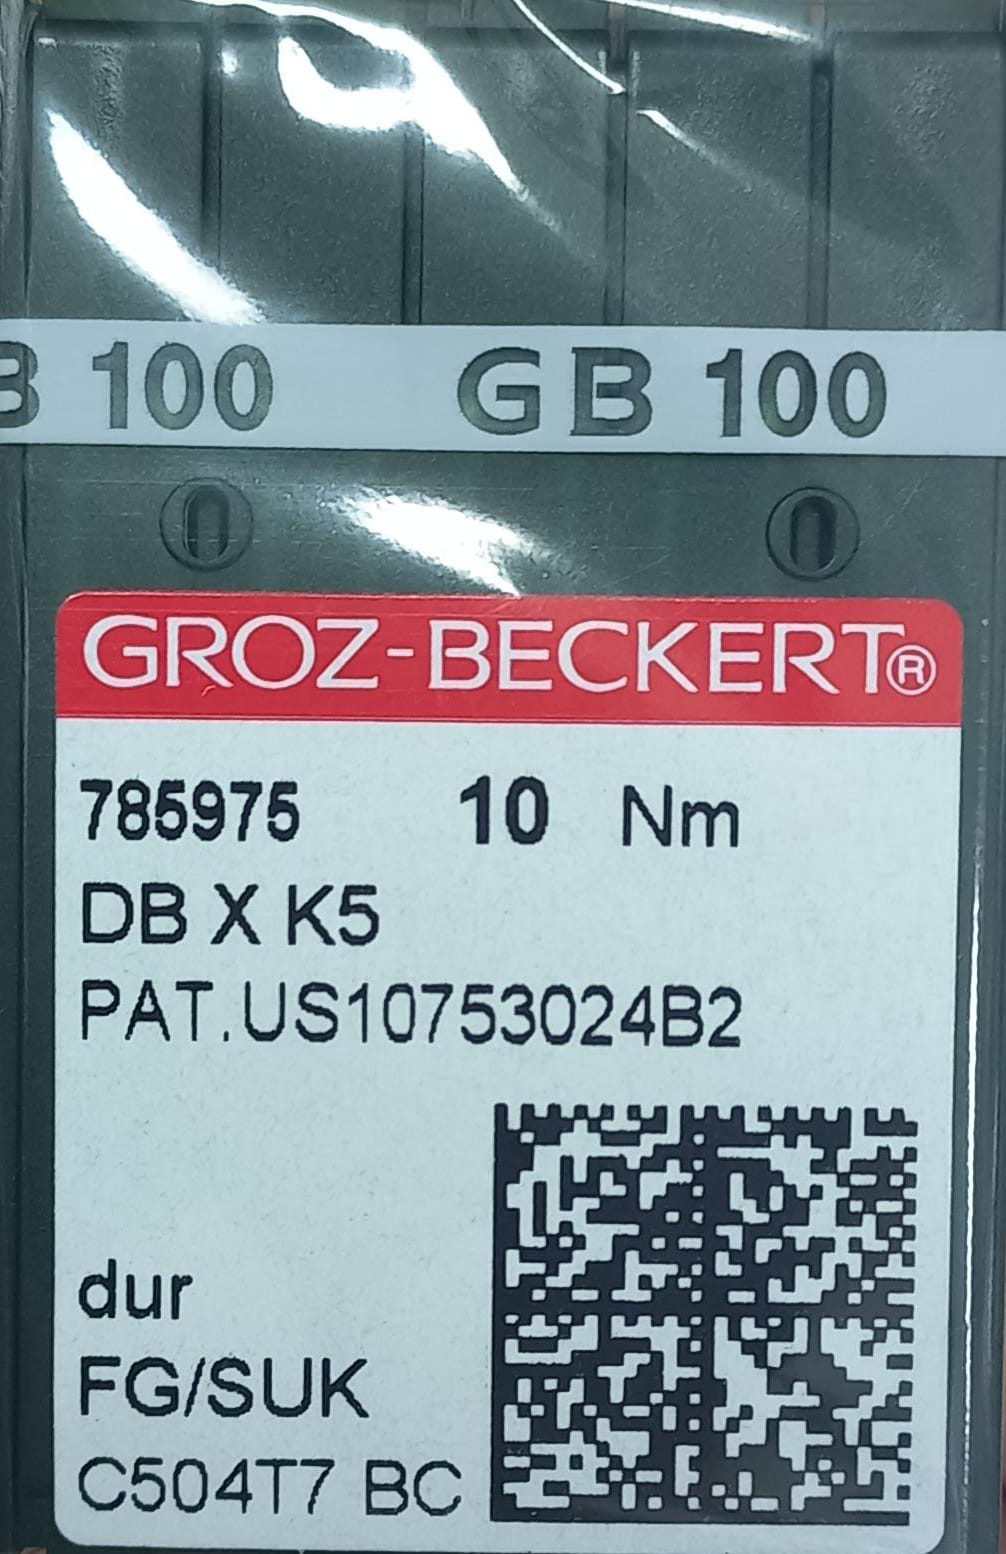 B 100 GB 100
GROZ-BECKERT®
785975 10 Nm
DB X K5
PAT.US10753024B2
dur
FG/SUK
C504T7 BC